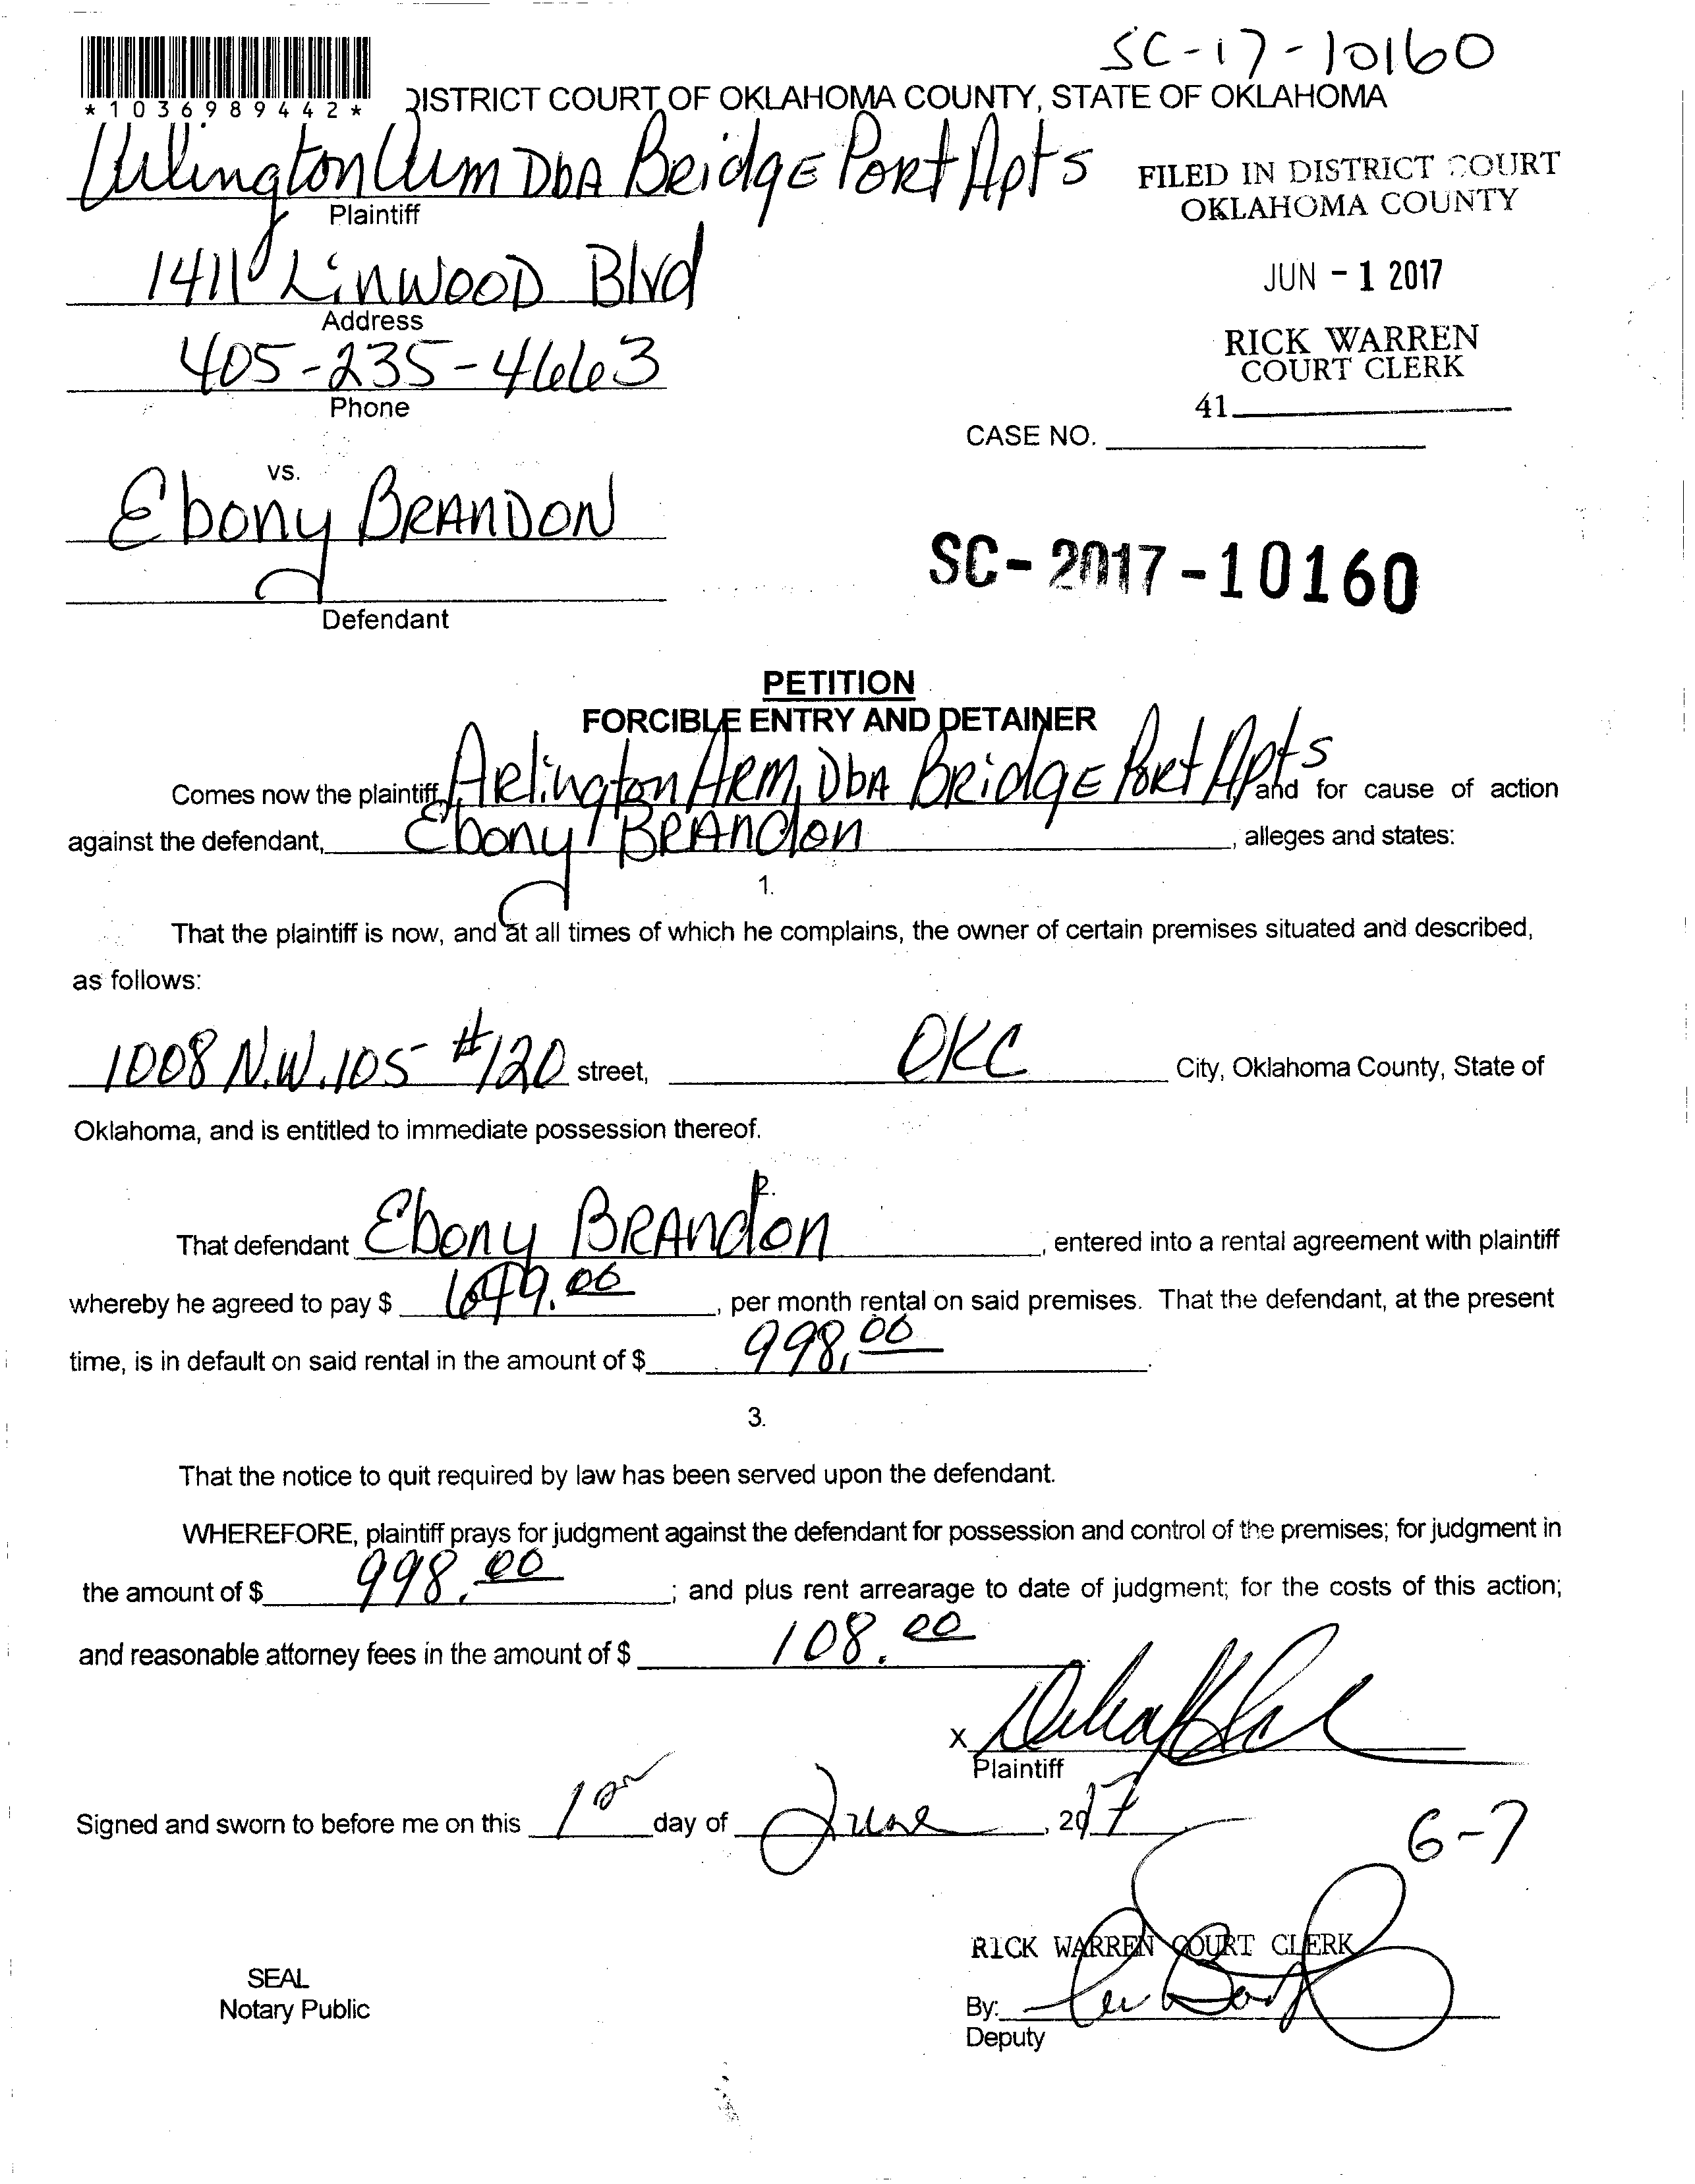 SC-17-10160
*1036989442*
DISTRICT COURT OF OKLAHOMA COUNTY, STATE OF OKLAHOMA
Arlington Arm DbA BRidgE PoRt Apts
Plaintiff
FILED IN DISTRICT COURT
OKLAHOMA COUNTY
1411 LinWOOD Blvd
Address
JUN - 1 2017
405-235-4663
Phone
RICK WARREN
COURT CLERK
41
CASE NO.
vs.
Ebony BRANDON
Defendant
SC- 2017 -10160
PETITION
FORCIBLE ENTRY AND DETAINER
Comes now the plaintiff, ARlington ARM, DbA BRidgE PoRt Apts and for cause of action
against the defendant, Ebony BRANdon, alleges and states:
1.
That the plaintiff is now, and at all times of which he complains, the owner of certain premises situated and described,
as follows:
1008 N.W. 105 #120 street, OKC City, Oklahoma County, State of
Oklahoma, and is entitled to immediate possession thereof.
2.
That defendant Ebony BRANdon, entered into a rental agreement with plaintiff
whereby he agreed to pay $ 649.00, per month rental on said premises. That the defendant, at the present
time, is in default on said rental in the amount of $ 998.00.
3.
That the notice to quit required by law has been served upon the defendant.
WHEREFORE, plaintiff prays for judgment against the defendant for possession and control of the premises; for judgment in
the amount of $ 998.00; and plus rent arrearage to date of judgment; for the costs of this action;
and reasonable attorney fees in the amount of $ 108.00
X
Plaintiff
Signed and sworn to before me on this 1 day of June, 2017
6-7
RICK WARREN COURT CLERK
SEAL
Notary Public
By:
Deputy